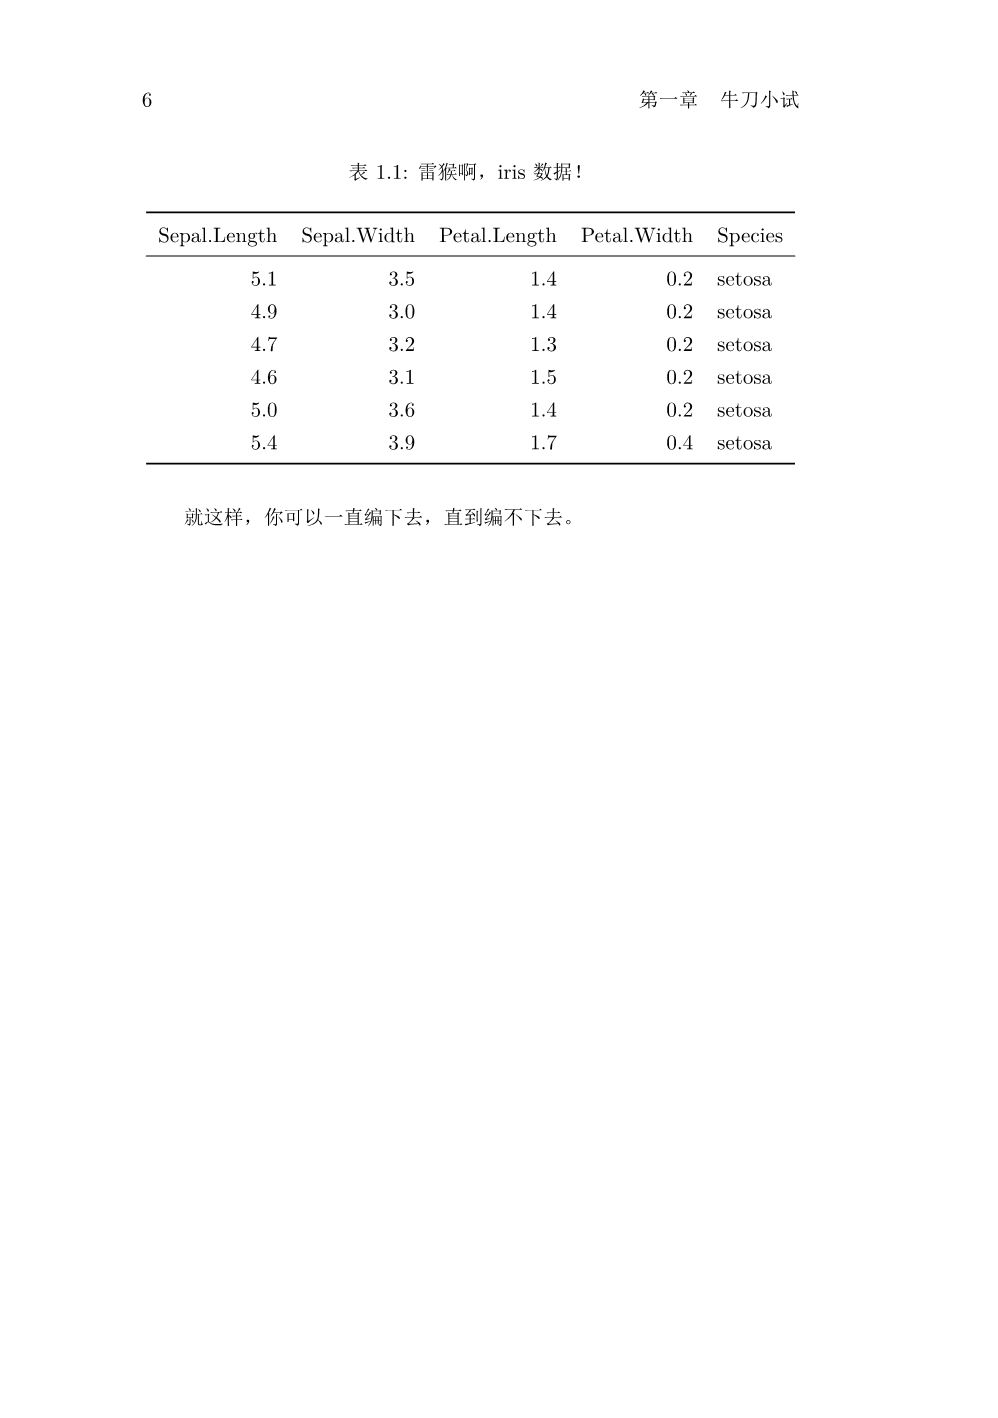 6 第一章 牛刀小试
表 1.1: 雷猴啊，iris 数据！
Sepal.Length Sepal.Width Petal.Length Petal.Width Species
5.1 3.5 1.4 0.2 setosa
4.9 3.0 1.4 0.2 setosa
4.7 3.2 1.3 0.2 setosa
4.6 3.1 1.5 0.2 setosa
5.0 3.6 1.4 0.2 setosa
5.4 3.9 1.7 0.4 setosa
就这样，你可以一直编下去，直到编不下去。